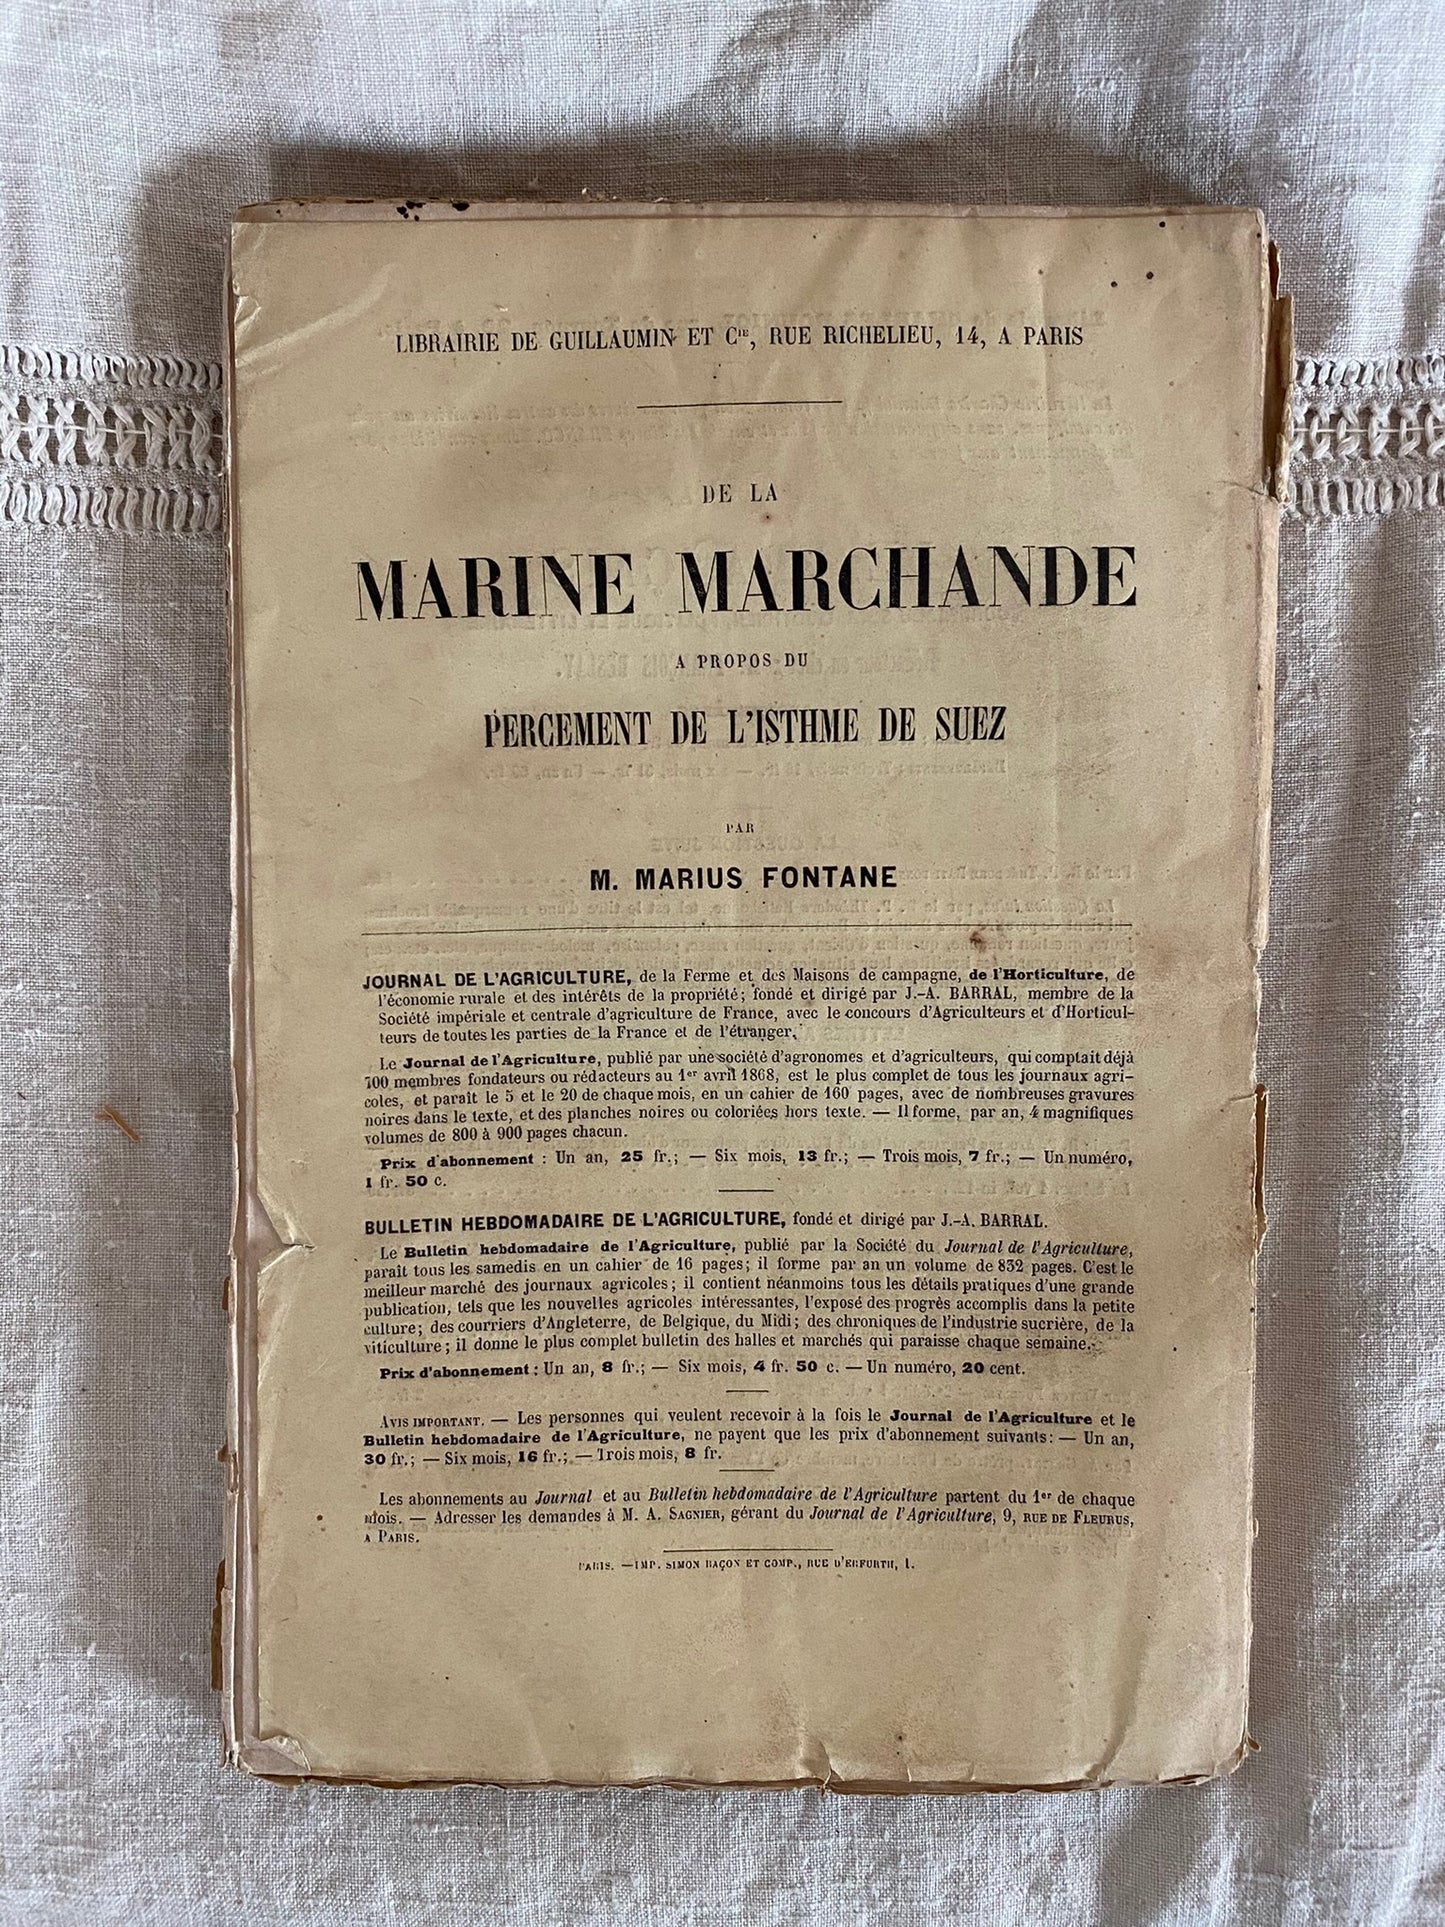 LIBRAIRIE DE GUILLAUMIN ET Cie, RUE RICHELIEU, 14, A PARIS
DE LA
MARINE MARCHANDE
A PROPOS DU
PERCEMENT DE L'ISTHME DE SUEZ
PAR
M. MARIUS FONTANE
JOURNAL DE L'AGRICULTURE, de la Ferme et des Maisons de campagne, de l'Horticulture, de
l'économie rurale et des intérêts de la propriété; fondé et dirigé par J.-A. BARRAL, membre de la
Société impériale et centrale d'agriculture de France, avec le concours d'Agriculteurs et d'Horticul-
teurs de toutes les parties de la France et de l'étranger.
Le Journal de l'Agriculture, publié par une société d'agronomes et d'agriculteurs, qui comptait déjà
700 membres fondateurs ou rédacteurs au 1er avril 1868, est le plus complet de tous les journaux agri-
coles, et paraît le 5 et le 20 de chaque mois, en un cahier de 160 pages, avec de nombreuses gravures
noires dans le texte, et des planches noires ou coloriées hors texte. — Il forme, par an, 4 magnifiques
volumes de 800 à 900 pages chacun.
Prix d'abonnement : Un an, 25 fr.; — Six mois, 13 fr.; — Trois mois, 7 fr.; — Un numéro,
1 fr. 50 c.
BULLETIN HEBDOMADAIRE DE L'AGRICULTURE, fondé et dirigé par J.-A. BARRAL.
Le Bulletin hebdomadaire de l'Agriculture, publié par la Société du Journal de l'Agriculture,
paraît tous les samedis en un cahier de 16 pages; il forme par an un volume de 832 pages. C'est le
meilleur marché des journaux agricoles; il contient néanmoins tous les détails pratiques d'une grande
publication, tels que les nouvelles agricoles intéressantes, l'exposé des progrès accomplis dans la petite
culture; des courriers d'Angleterre, de Belgique, du Midi; des chroniques de l'industrie sucrière, de la
viticulture; il donne le plus complet bulletin des halles et marchés qui paraisse chaque semaine.
Prix d'abonnement : Un an, 8 fr.; — Six mois, 4 fr. 50 c. — Un numéro, 20 cent.
AVIS IMPORTANT. — Les personnes qui veulent recevoir à la fois le Journal de l'Agriculture et le
Bulletin hebdomadaire de l'Agriculture, ne payent que les prix d'abonnement suivants: — Un an,
30 fr.; — Six mois, 16 fr.; — Trois mois, 8 fr.
Les abonnements au Journal et au Bulletin hebdomadaire de l'Agriculture partent du 1er de chaque
mois. — Adresser les demandes à M. A. SAGNIER, gérant du Journal de l'Agriculture, 9, RUE DE FLEURUS,
A PARIS.
PARIS. — IMP. SIMON RAÇON ET COMP., RUE D'ERFURTH, 1.